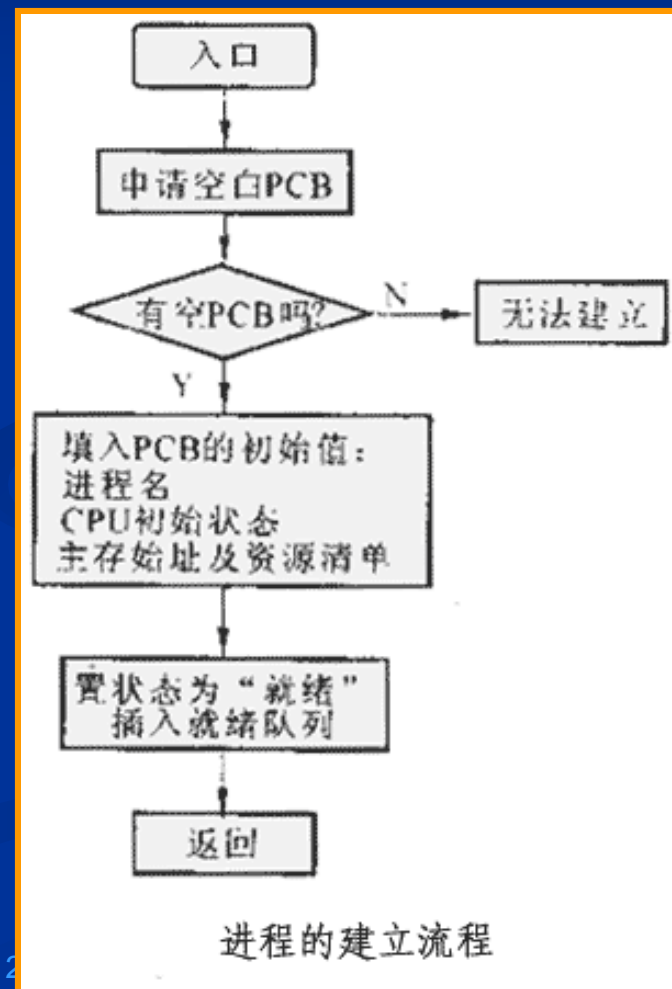 入口
申请空白PCB
有空PCB吗?
N
无法建立
Y
填入PCB的初始值:
进程名
CPU初始状态
主存始址及资源清单
置状态为“就绪”
插入就绪队列
返回
进程的建立流程
2